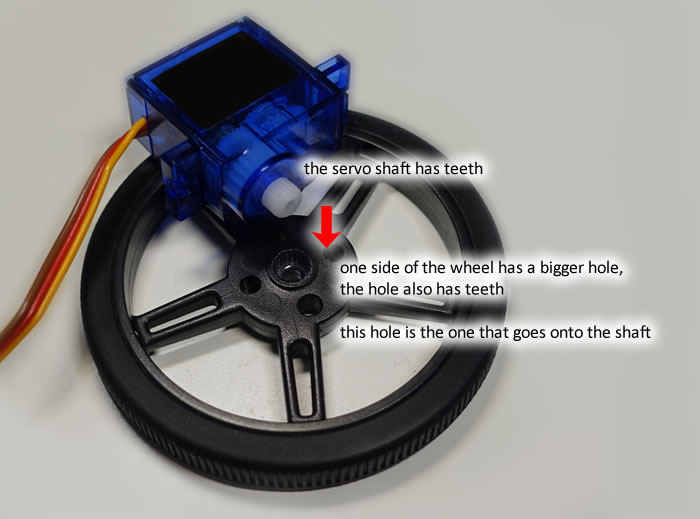 the servo shaft has teeth
one side of the wheel has a bigger hole,
the hole also has teeth
this hole is the one that goes onto the shaft